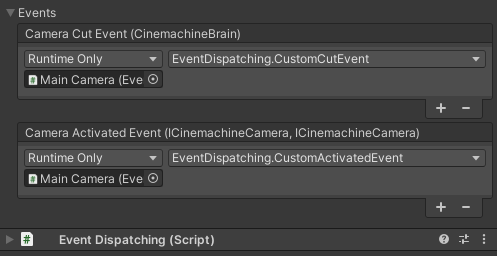 Events
Camera Cut Event (CinemachineBrain)
Runtime Only EventDispatching.CustomCutEvent
# Main Camera (Eve
+ −
Camera Activated Event (ICinemachineCamera, ICinemachineCamera)
Runtime Only EventDispatching.CustomActivatedEvent
# Main Camera (Eve
+ −
# Event Dispatching (Script)